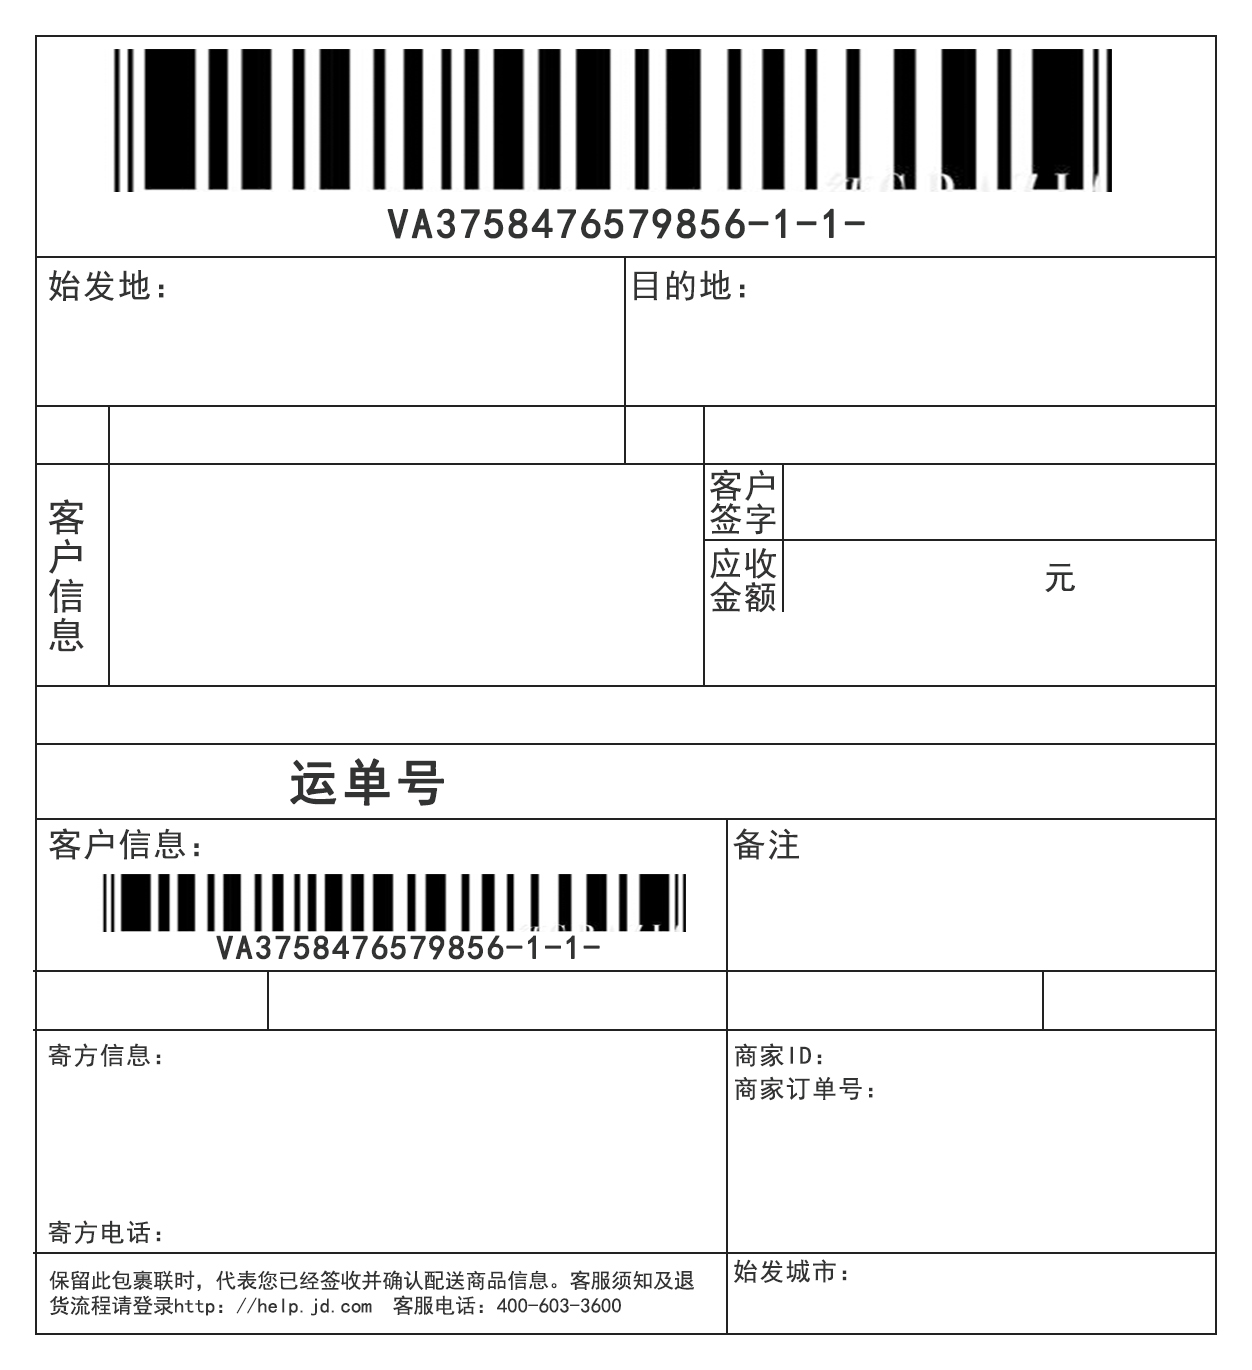 VA3758476579856-1-1-
始发地：
目的地：
客户
签字
客户信息
应收
金额
元
运单号
客户信息：
备注
VA3758476579856-1-1-
寄方信息：
商家ID：
商家订单号：
寄方电话：
保留此包裹联时，代表您已经签收并确认配送商品信息。客服须知及退
货流程请登录http：//help.jd.com 客服电话：400-603-3600
始发城市：